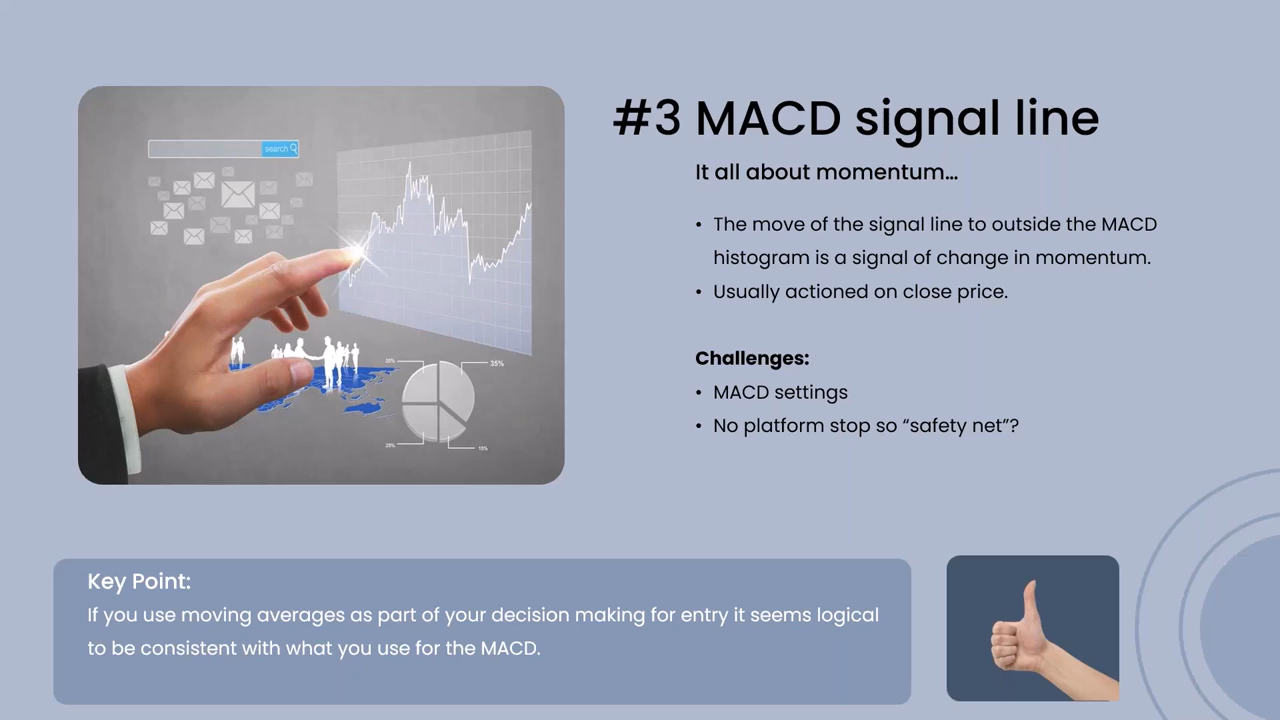 #3 MACD signal line
It all about momentum...
• The move of the signal line to outside the MACD
histogram is a signal of change in momentum.
• Usually actioned on close price.
Challenges:
• MACD settings
• No platform stop so “safety net”?
search
35%
25%
15%
Key Point:
If you use moving averages as part of your decision making for entry it seems logical
to be consistent with what you use for the MACD.